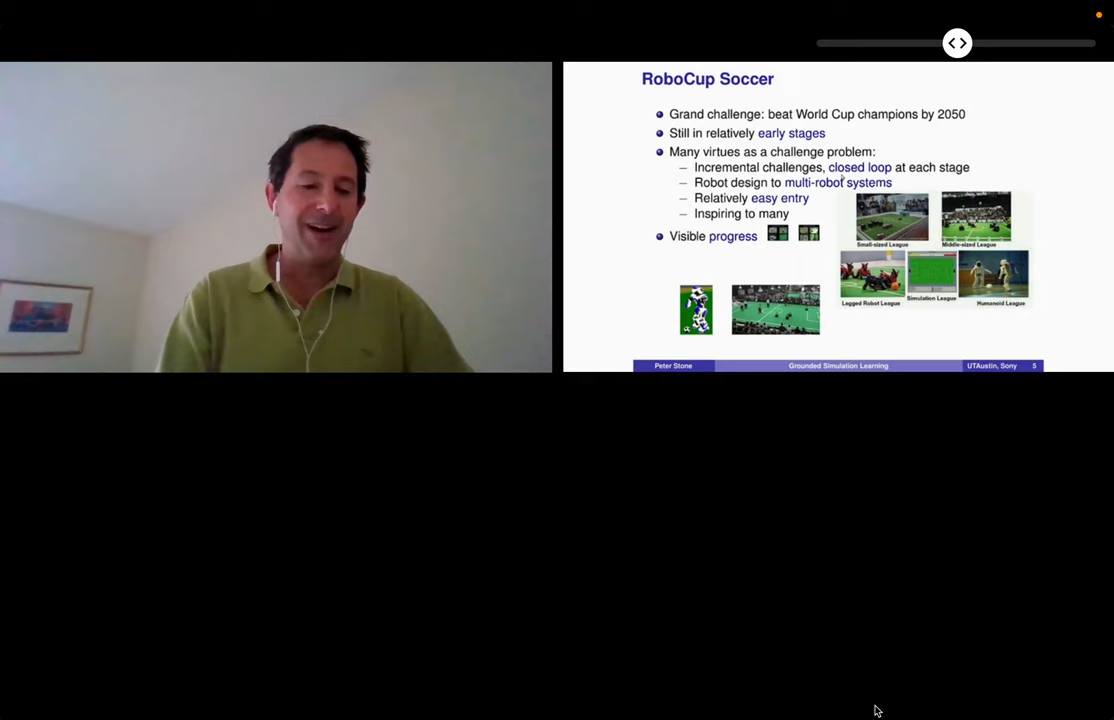 RoboCup Soccer
Grand challenge: beat World Cup champions by 2050
Still in relatively early stages
Many virtues as a challenge problem:
– Incremental challenges, closed loop at each stage
– Robot design to multi-robot systems
– Relatively easy entry
– Inspiring to many
Visible progress
Small-sized League
Middle-sized League
Legged Robot League
Simulation League
Humanoid League
Peter Stone
Grounded Simulation Learning
UTAustin, Sony 5